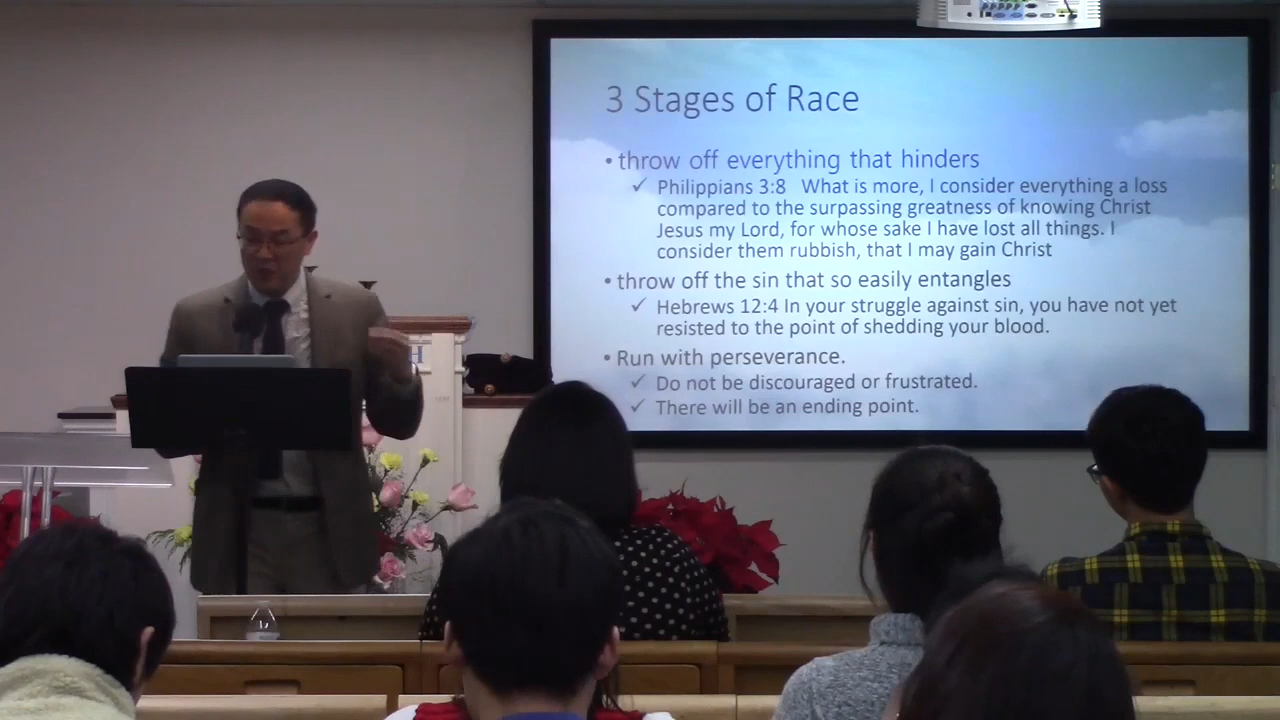 3 Stages of Race
• throw off everything that hinders
✓ Philippians 3:8 What is more, I consider everything a loss
compared to the surpassing greatness of knowing Christ
Jesus my Lord, for whose sake I have lost all things. I
consider them rubbish, that I may gain Christ
• throw off the sin that so easily entangles
✓ Hebrews 12:4 In your struggle against sin, you have not yet
resisted to the point of shedding your blood.
• Run with perseverance.
✓ Do not be discouraged or frustrated.
✓ There will be an ending point.